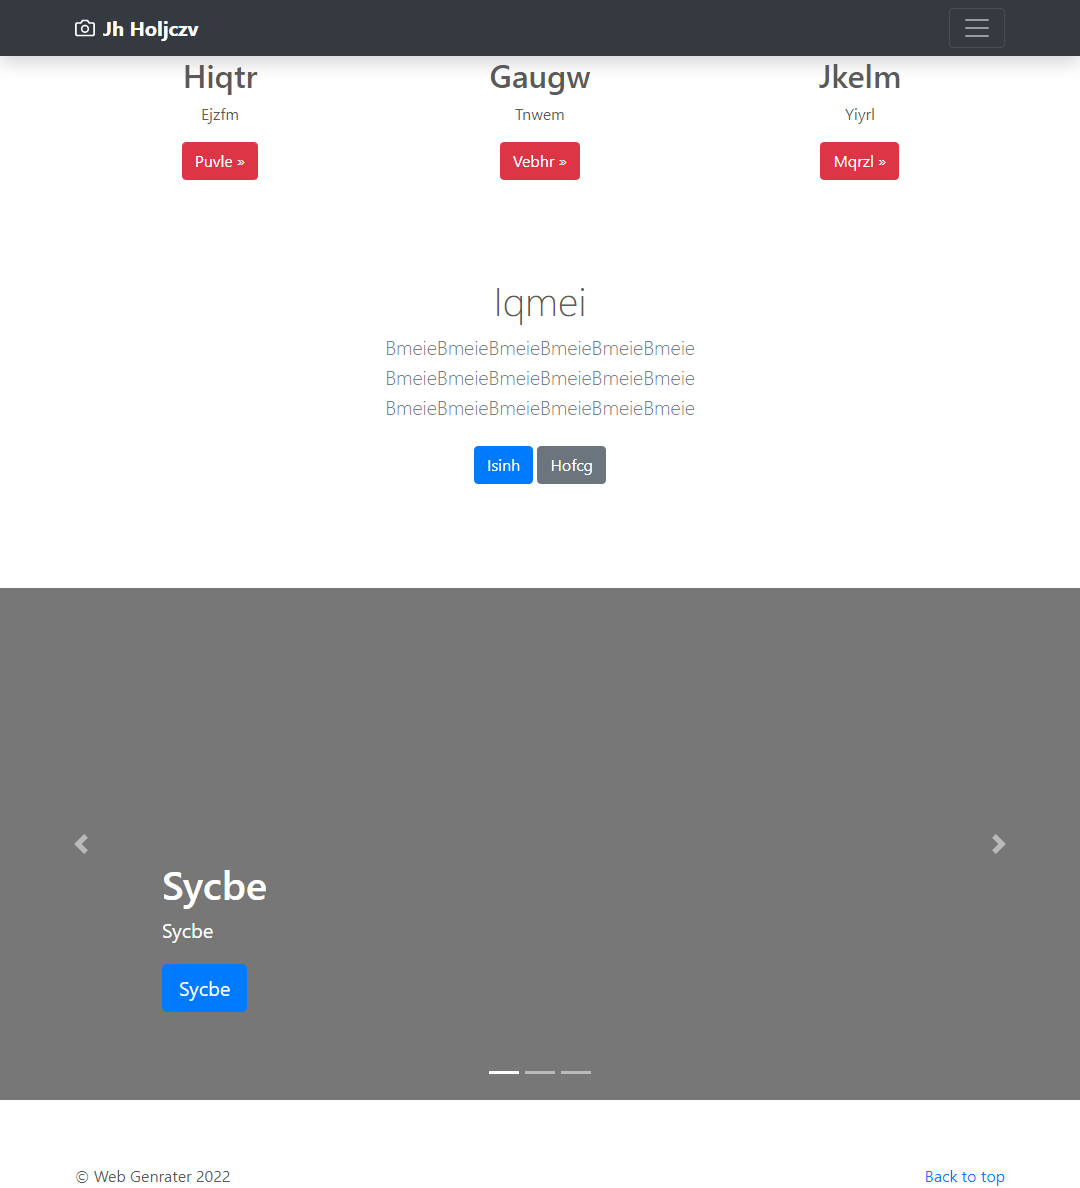 Jh Holjczv
Hiqtr Gaugw Jkelm
Ejzfm Tnwem Yiyrl
Puvle » Vebhr » Mqrzl »
Iqmei
BmeieBmeieBmeieBmeieBmeieBmeie
BmeieBmeieBmeieBmeieBmeieBmeie
BmeieBmeieBmeieBmeieBmeieBmeie
Isinh Hofcg
Sycbe
Sycbe
Sycbe
© Web Genrater 2022 Back to top